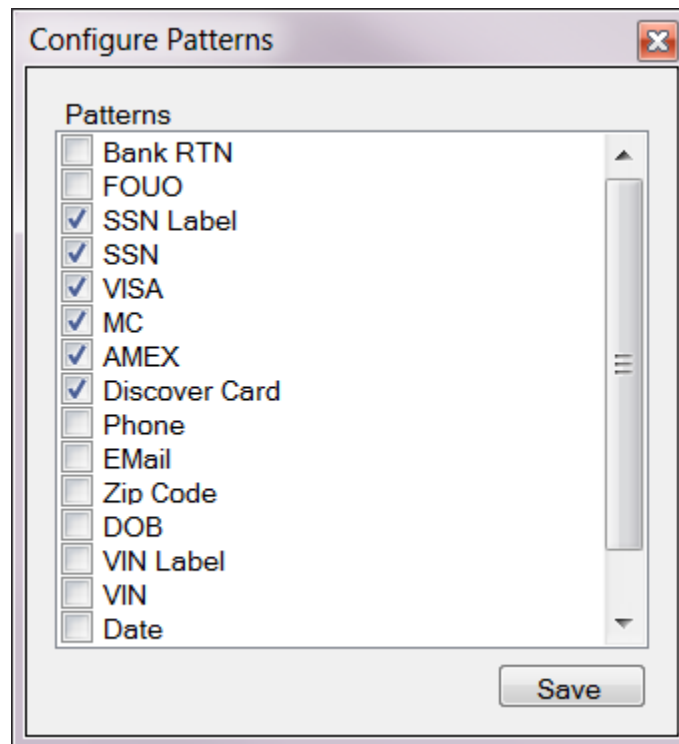 Configure Patterns
Patterns
Bank RTN
FOUO
SSN Label
SSN
VISA
MC
AMEX
Discover Card
Phone
EMail
Zip Code
DOB
VIN Label
VIN
Date
Save